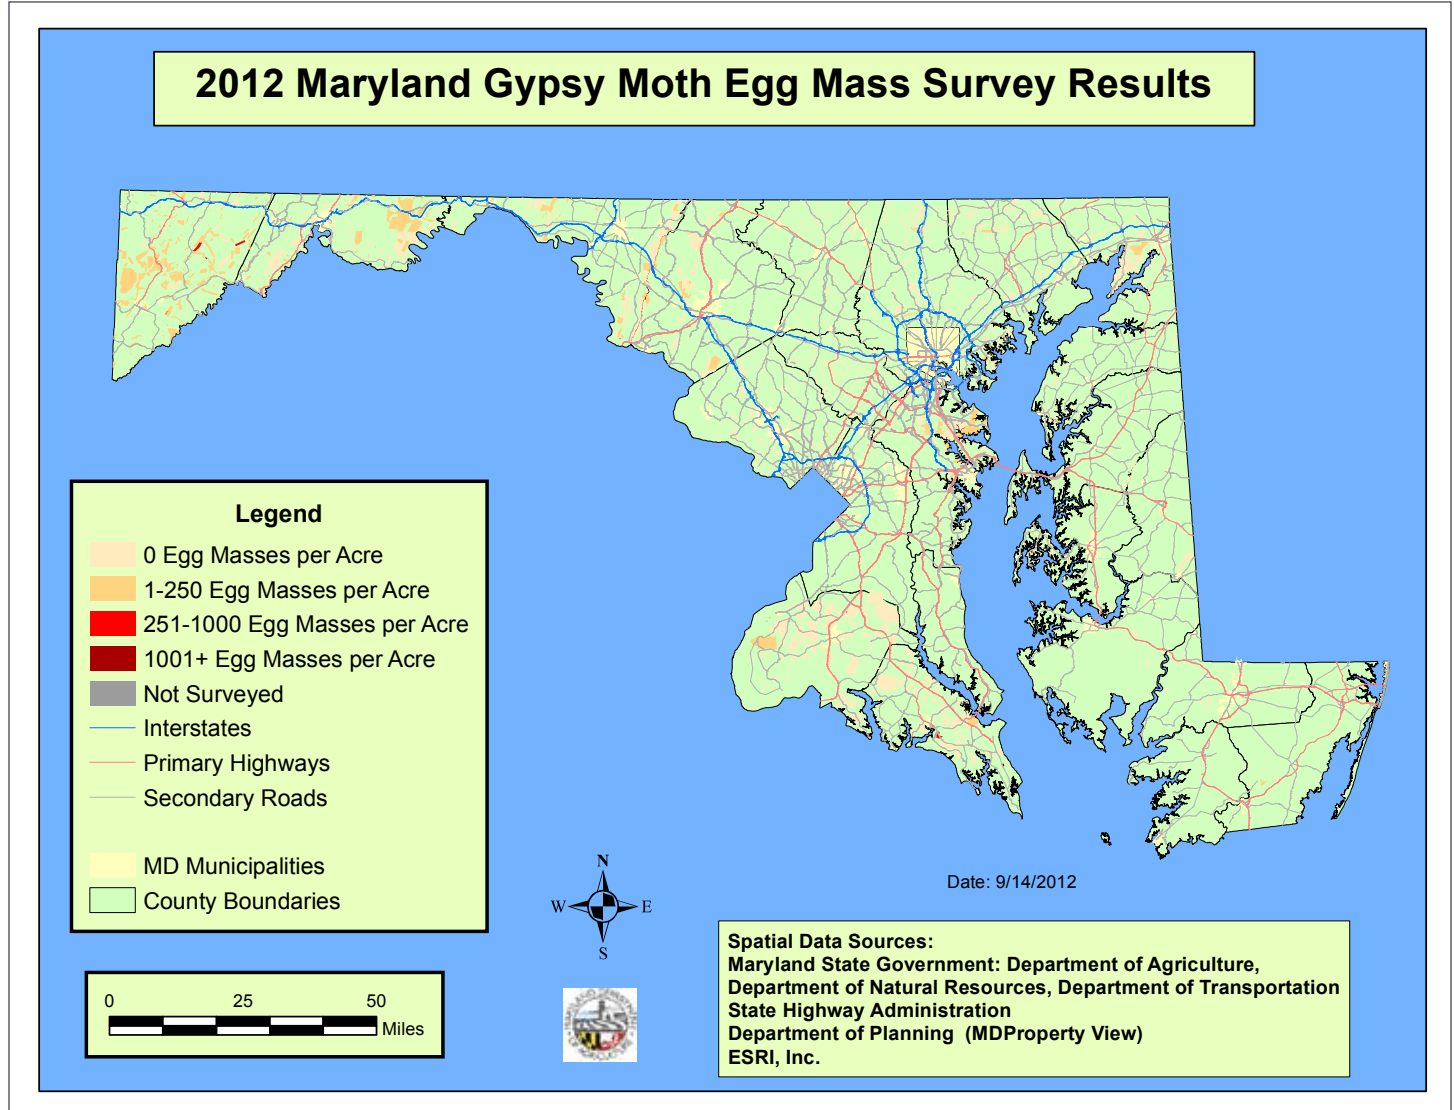 2012 Maryland Gypsy Moth Egg Mass Survey Results
Legend
0 Egg Masses per Acre
1-250 Egg Masses per Acre
251-1000 Egg Masses per Acre
1001+ Egg Masses per Acre
Not Surveyed
Interstates
Primary Highways
Secondary Roads
MD Municipalities
County Boundaries
0 25 50
Miles
N
W E
S
Date: 9/14/2012
Spatial Data Sources:
Maryland State Government: Department of Agriculture,
Department of Natural Resources, Department of Transportation
State Highway Administration
Department of Planning (MDProperty View)
ESRI, Inc.